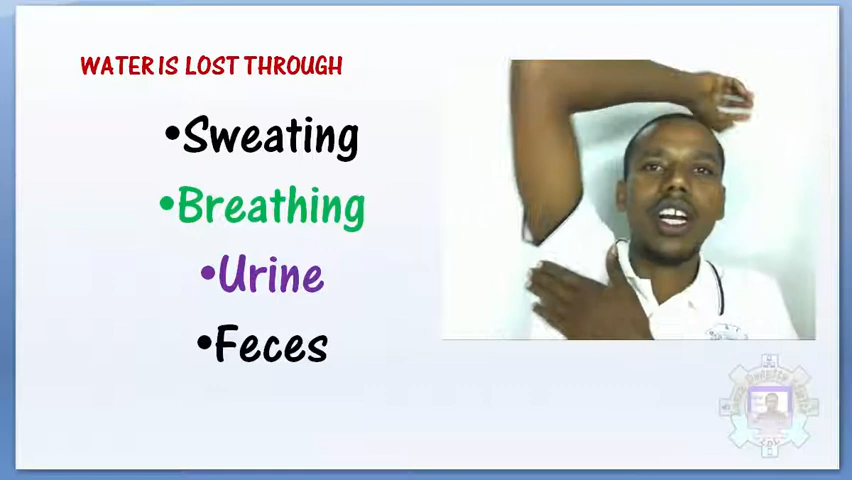 WATER IS LOST THROUGH
•Sweating
•Breathing
•Urine
•Feces